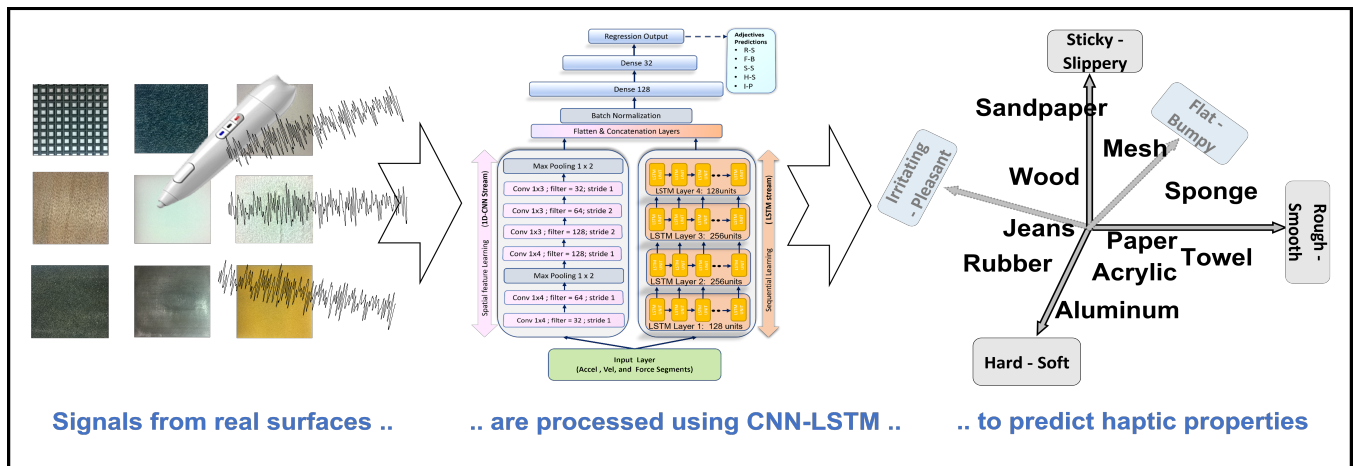 Regression Output
Dense 32
Dense 128
Batch Normalization
Flatten & Concatenation Layers
Adjectives
Predictions
• R-S
• F-B
• S-S
• H-S
• I-P
Spatial feature Learning (1D-CNN Stream)
Max Pooling 1 x 2
Conv 1x3 ; filter = 32; stride 1
Conv 1x3 ; filter = 64; stride 2
Conv 1x3 ; filter = 128; stride 2
Conv 1x4 ; filter = 128; stride 1
Max Pooling 1 x 2
Conv 1x4 ; filter = 64 ; stride 1
Conv 1x4 ; filter = 32 ; stride 1
LSTM Layer 4: 128units
LSTM Layer 3: 256units
LSTM Layer 2: 256units
LSTM Layer 1: 128 units
Sequential Learning ( LSTM stream)
Input Layer
(Accel , Vel, and Force Segments)
Sticky -
Slippery
Flat -
Bumpy
Irritating
- Pleasant
Rough -
Smooth
Hard - Soft
Sandpaper
Mesh
Wood
Sponge
Jeans
Paper
Towel
Rubber
Acrylic
Aluminum
Signals from real surfaces ..
.. are processed using CNN-LSTM ..
.. to predict haptic properties